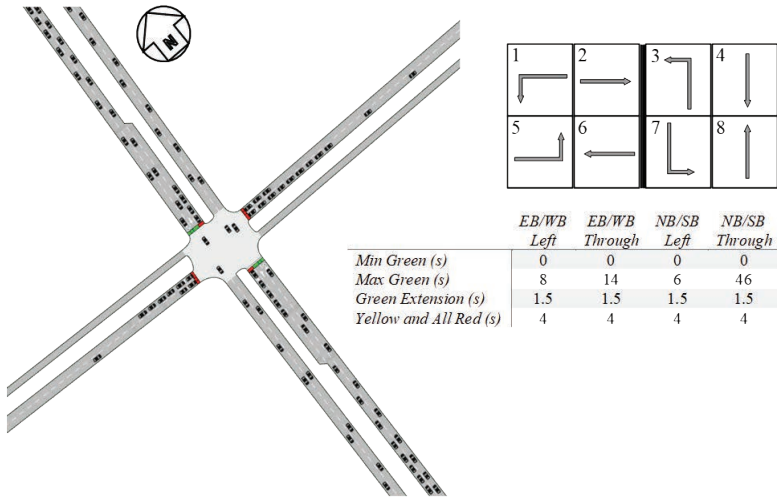 N
1 2 3 4
5 6 7 8
EB/WB EB/WB NB/SB NB/SB
Left Through Left Through
Min Green (s) 0 0 0 0
Max Green (s) 8 14 6 46
Green Extension (s) 1.5 1.5 1.5 1.5
Yellow and All Red (s) 4 4 4 4